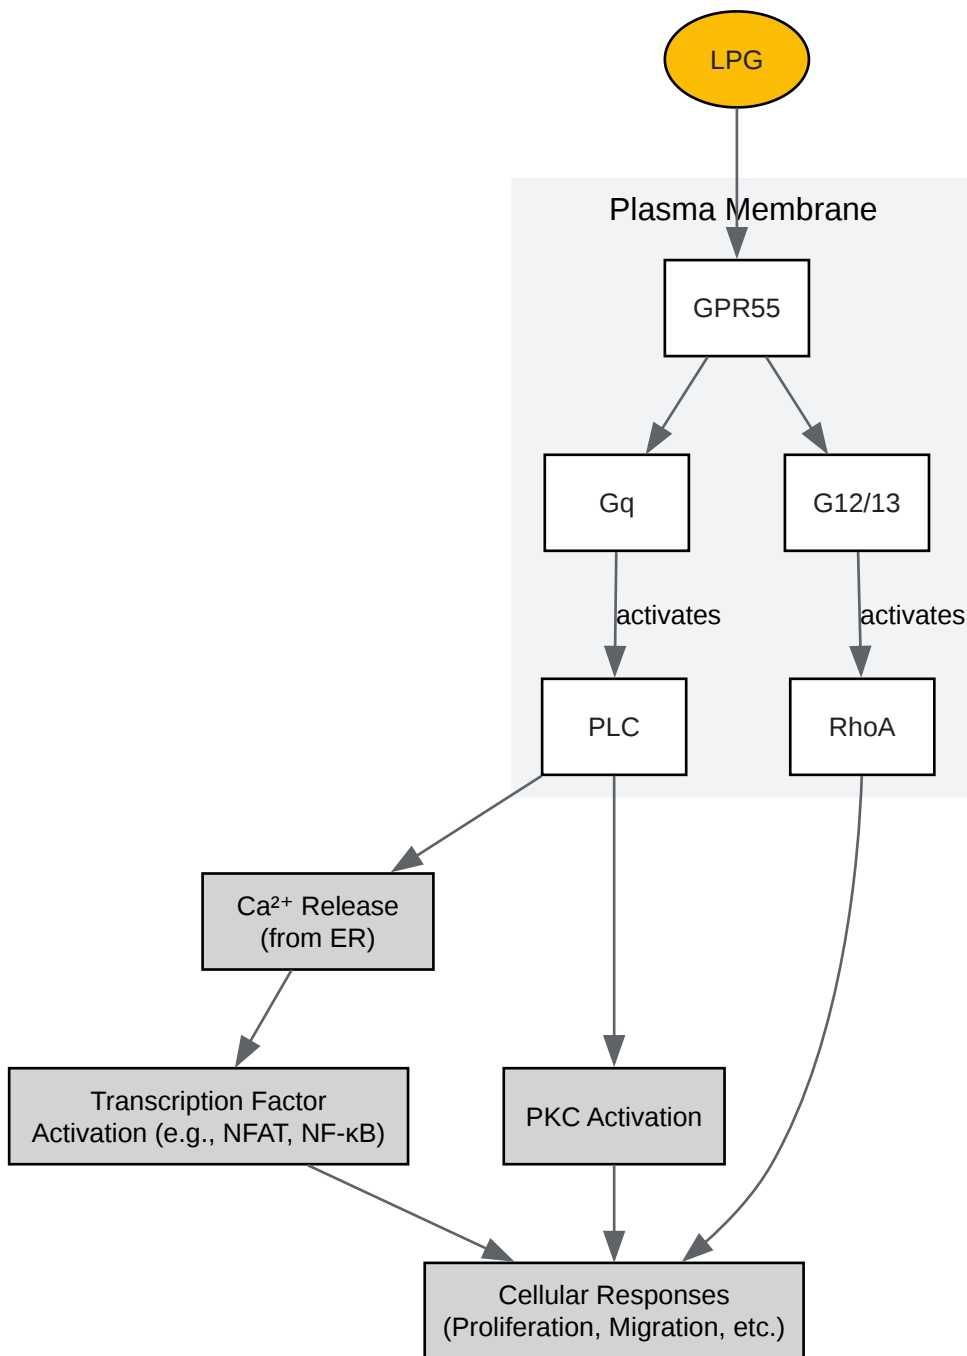 LPG
Plasma Membrane
GPR55
Gq
G12/13
activates
activates
PLC
RhoA
Ca²⁺ Release
(from ER)
Transcription Factor
Activation (e.g., NFAT, NF-κB)
PKC Activation
Cellular Responses
(Proliferation, Migration, etc.)